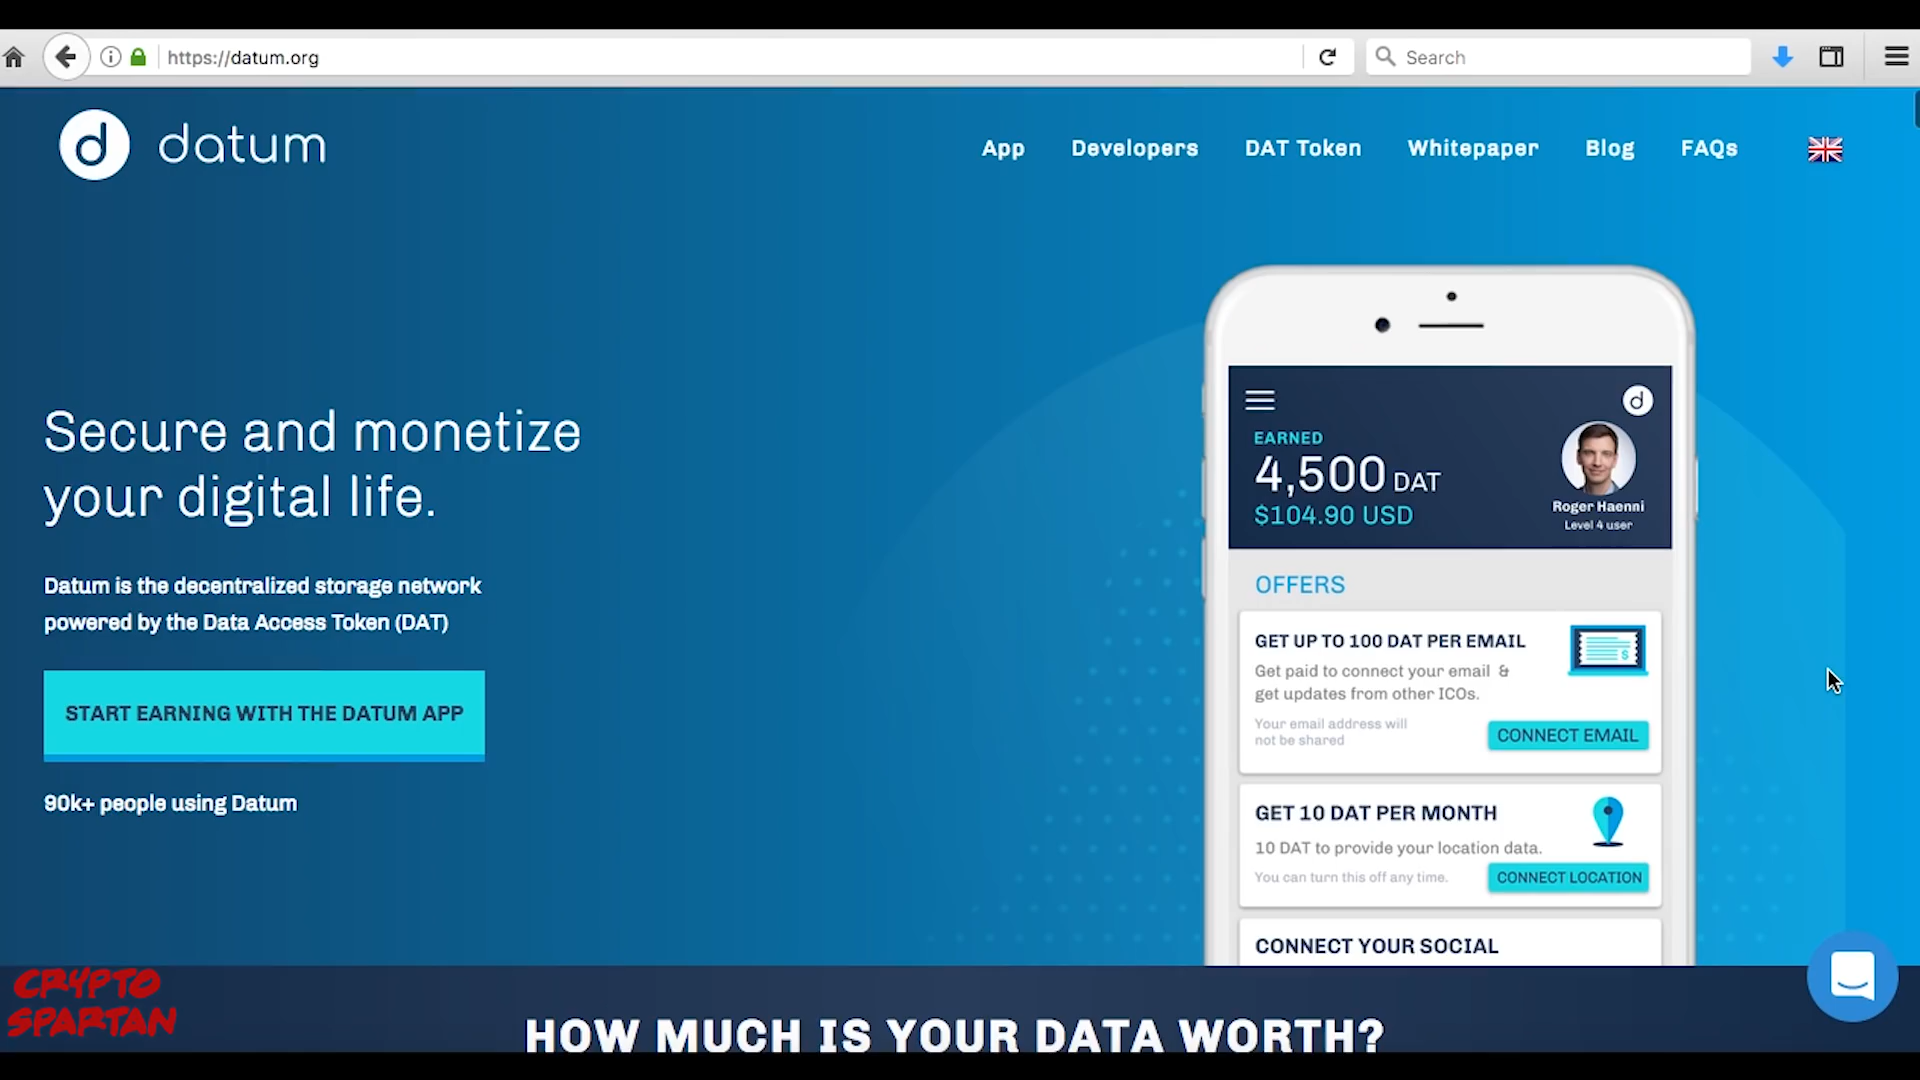 https://datum.org
Search
d datum
App Developers DAT Token Whitepaper Blog FAQs
Secure and monetize
your digital life.
Datum is the decentralized storage network
powered by the Data Access Token (DAT)
START EARNING WITH THE DATUM APP
90k+ people using Datum
d
EARNED
4,500 DAT
$104.90 USD
Roger Haenni
Level 4 user
OFFERS
GET UP TO 100 DAT PER EMAIL
Get paid to connect your email &
get updates from other ICOs.
Your email address will
not be shared
CONNECT EMAIL
$
GET 10 DAT PER MONTH
10 DAT to provide your location data.
You can turn this off any time.
CONNECT LOCATION
CONNECT YOUR SOCIAL
CRYPTO
SPARTAN
HOW MUCH IS YOUR DATA WORTH?